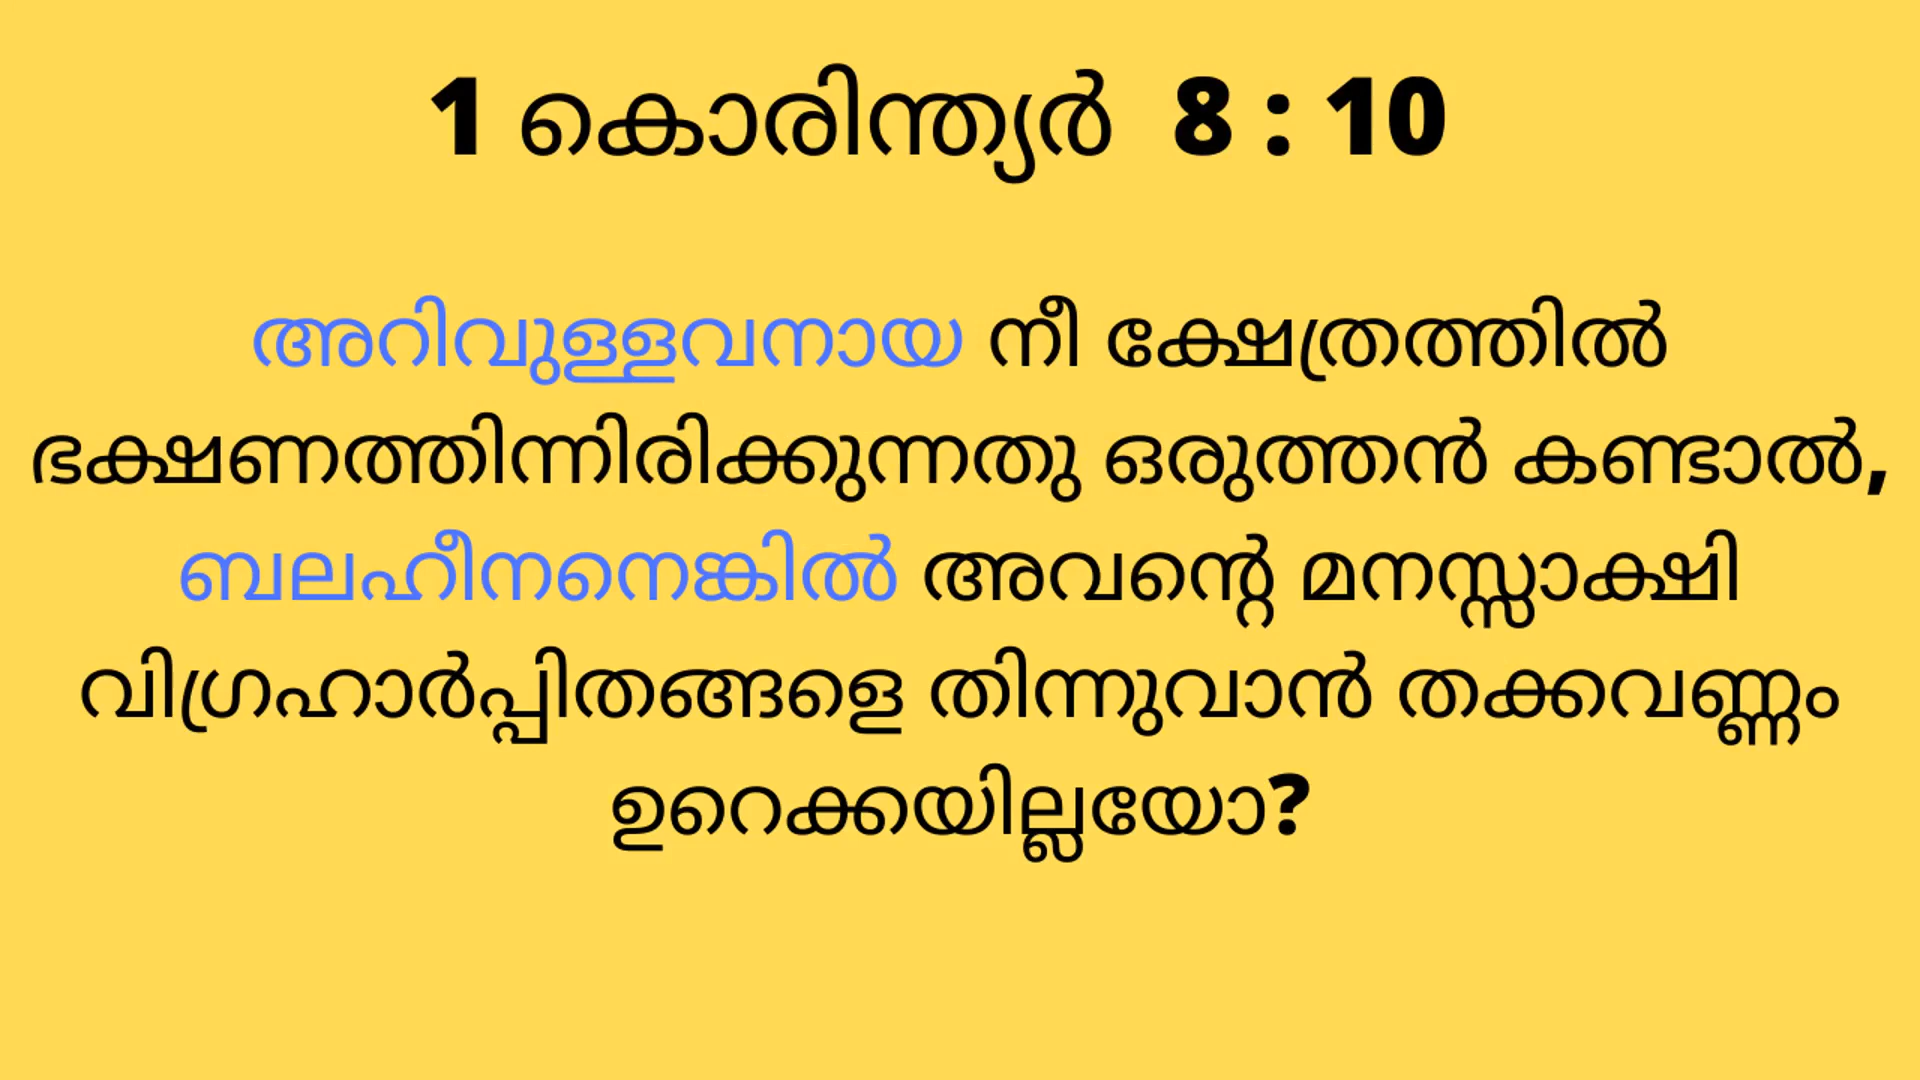 1 കൊരിന്ത്യർ 8 : 10
അറിവുള്ളവനായ നീ ക്ഷേത്രത്തിൽ
ഭക്ഷണത്തിന്നിരിക്കുന്നതു ഒരുത്തൻ കണ്ടാൽ,
ബലഹീനനെങ്കിൽ അവന്റെ മനസ്സാക്ഷി
വിഗ്രഹാർപ്പിതങ്ങളെ തിന്നുവാൻ തക്കവണ്ണം
ഉറെക്കയില്ലയോ?